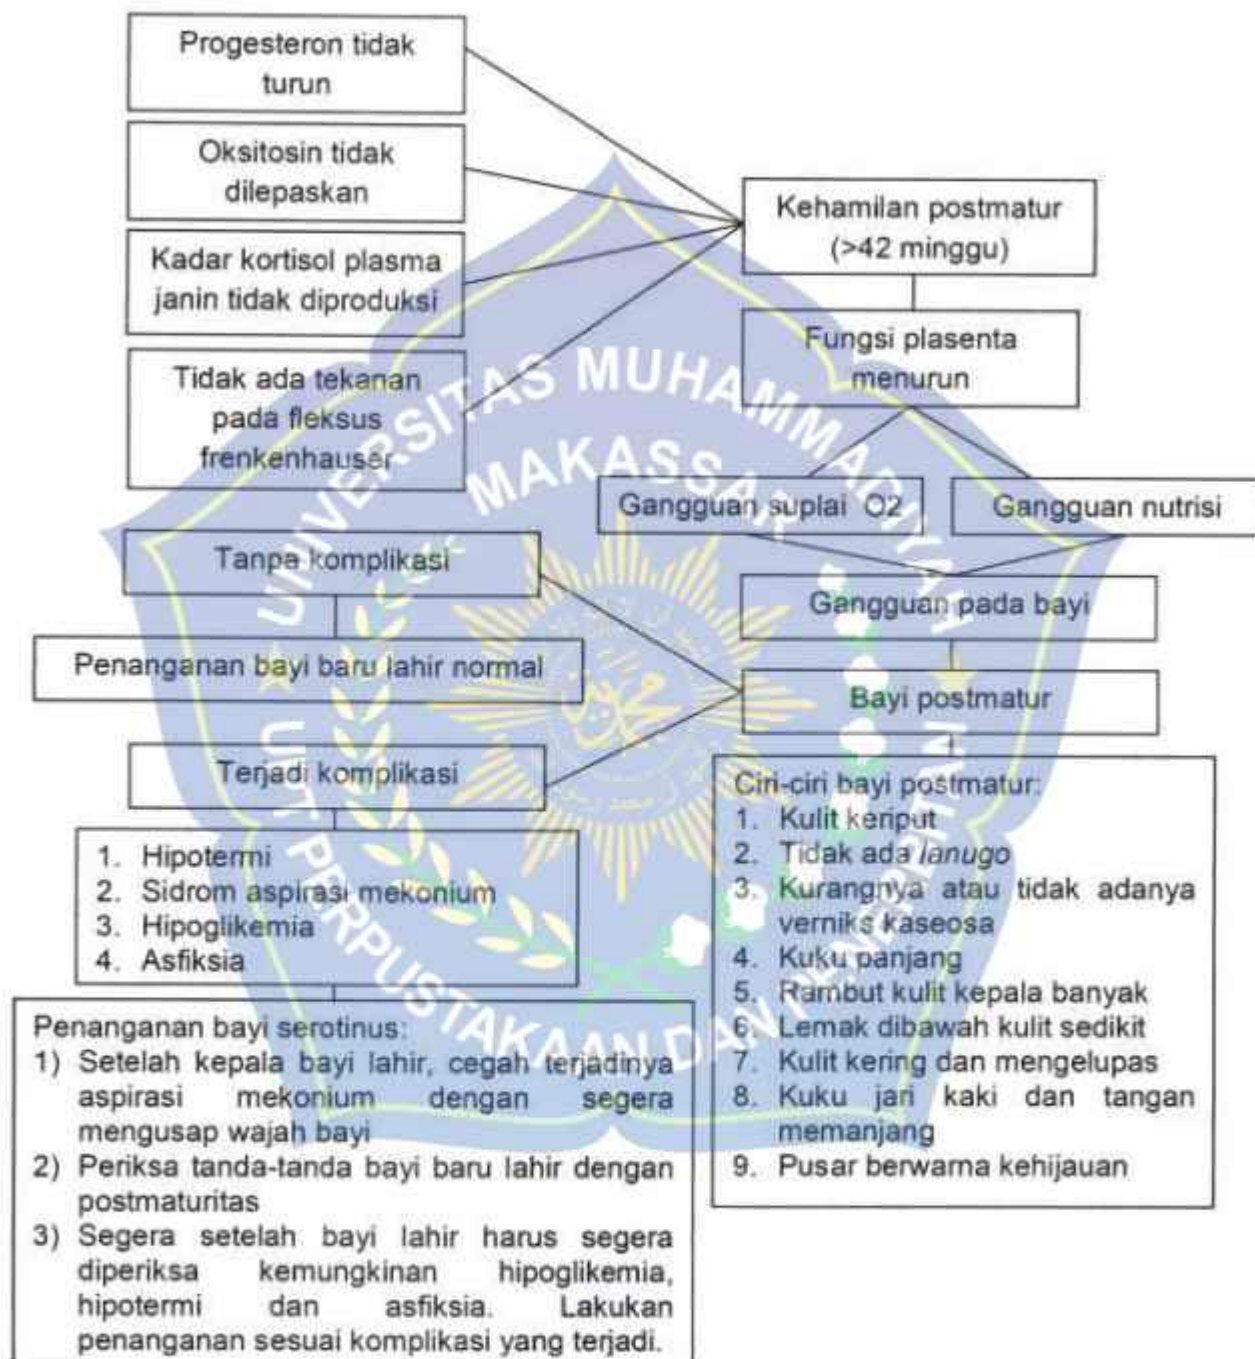 Progesteron tidak
turun
Oksitosin tidak
dilepaskan
Kadar kortisol plasma
janin tidak diproduksi
Tidak ada tekanan
pada fleksus
frenkenhauser
Kehamilan postmatur
(>42 minggu)
Fungsi plasenta
menurun
Gangguan suplai O2
Gangguan nutrisi
Gangguan pada bayi
Bayi postmatur
Tanpa komplikasi
Penanganan bayi baru lahir normal
Terjadi komplikasi
1. Hipotermi
2. Sidrom aspirasi mekonium
3. Hipoglikemia
4. Asfiksia
Penanganan bayi serotinus:
1) Setelah kepala bayi lahir, cegah terjadinya
aspirasi mekonium dengan segera
mengusap wajah bayi
2) Periksa tanda-tanda bayi baru lahir dengan
postmaturitas
3) Segera setelah bayi lahir harus segera
diperiksa kemungkinan hipoglikemia,
hipotermi dan asfiksia. Lakukan
penanganan sesuai komplikasi yang terjadi.
Ciri-ciri bayi postmatur:
1. Kulit keriput
2. Tidak ada lanugo
3. Kurangnya atau tidak adanya
verniks kaseosa
4. Kuku panjang
5. Rambut kulit kepala banyak
6. Lemak dibawah kulit sedikit
7. Kulit kering dan mengelupas
8. Kuku jari kaki dan tangan
memanjang
9. Pusar berwarna kehijauan
UNIVERSITAS MUHAMMADIYAH
MAKASSAR
UPT PERPUSTAKAAN DAN PENERBITAN